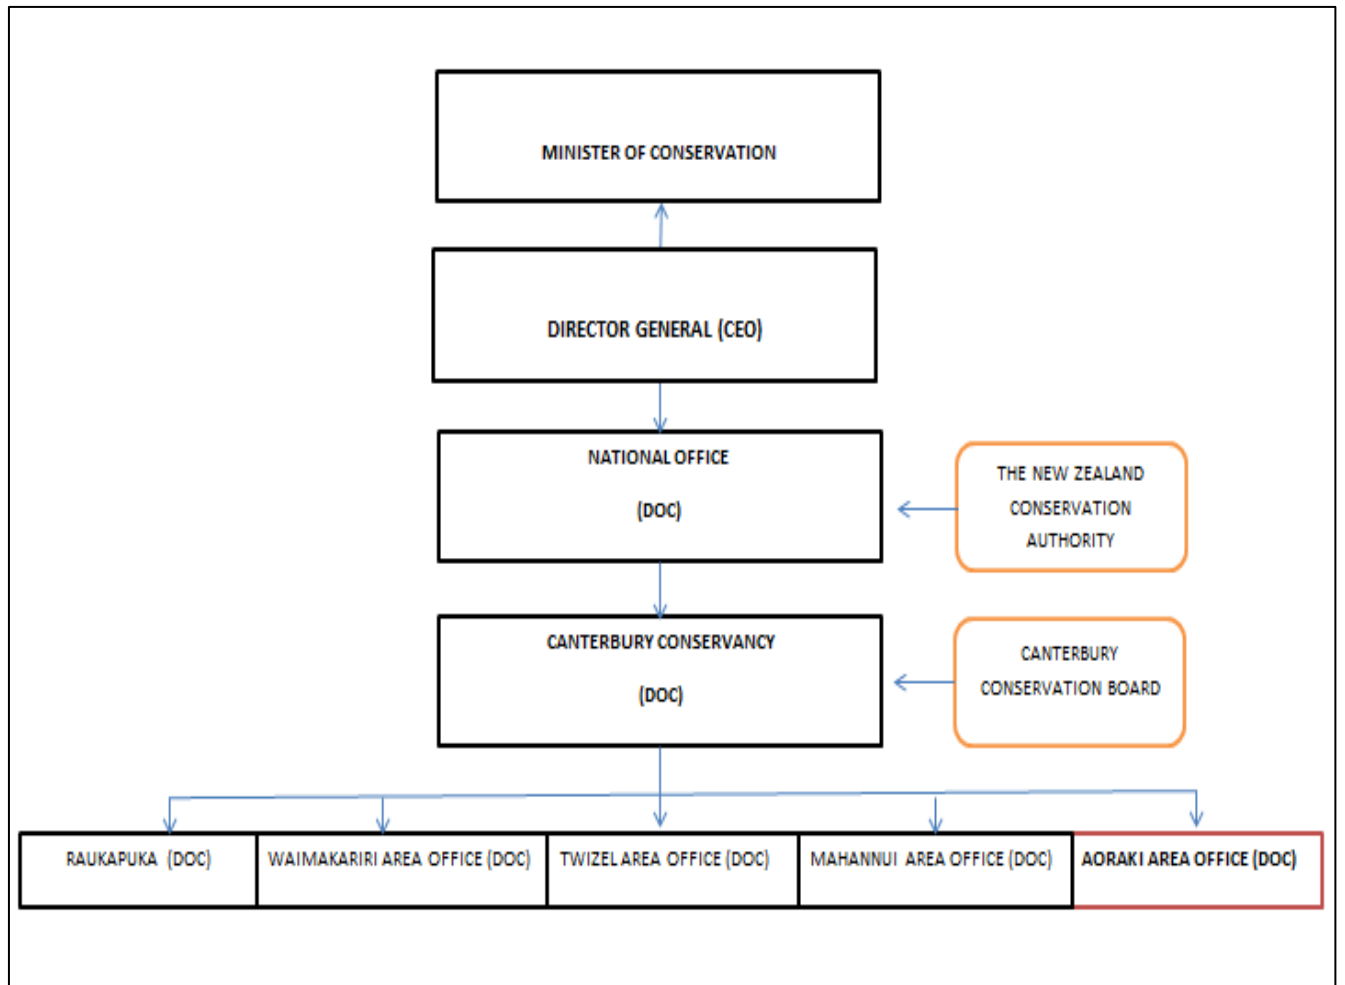 MINISTER OF CONSERVATION
DIRECTOR GENERAL (CEO)
NATIONAL OFFICE
(DOC)
THE NEW ZEALAND
CONSERVATION
AUTHORITY
CANTERBURY CONSERVANCY
(DOC)
CANTERBURY
CONSERVATION BOARD
RAUKAPUKA (DOC)
WAIMAKARIRI AREA OFFICE (DOC)
TWIZEL AREA OFFICE (DOC)
MAHANNUI AREA OFFICE (DOC)
AORAKI AREA OFFICE (DOC)